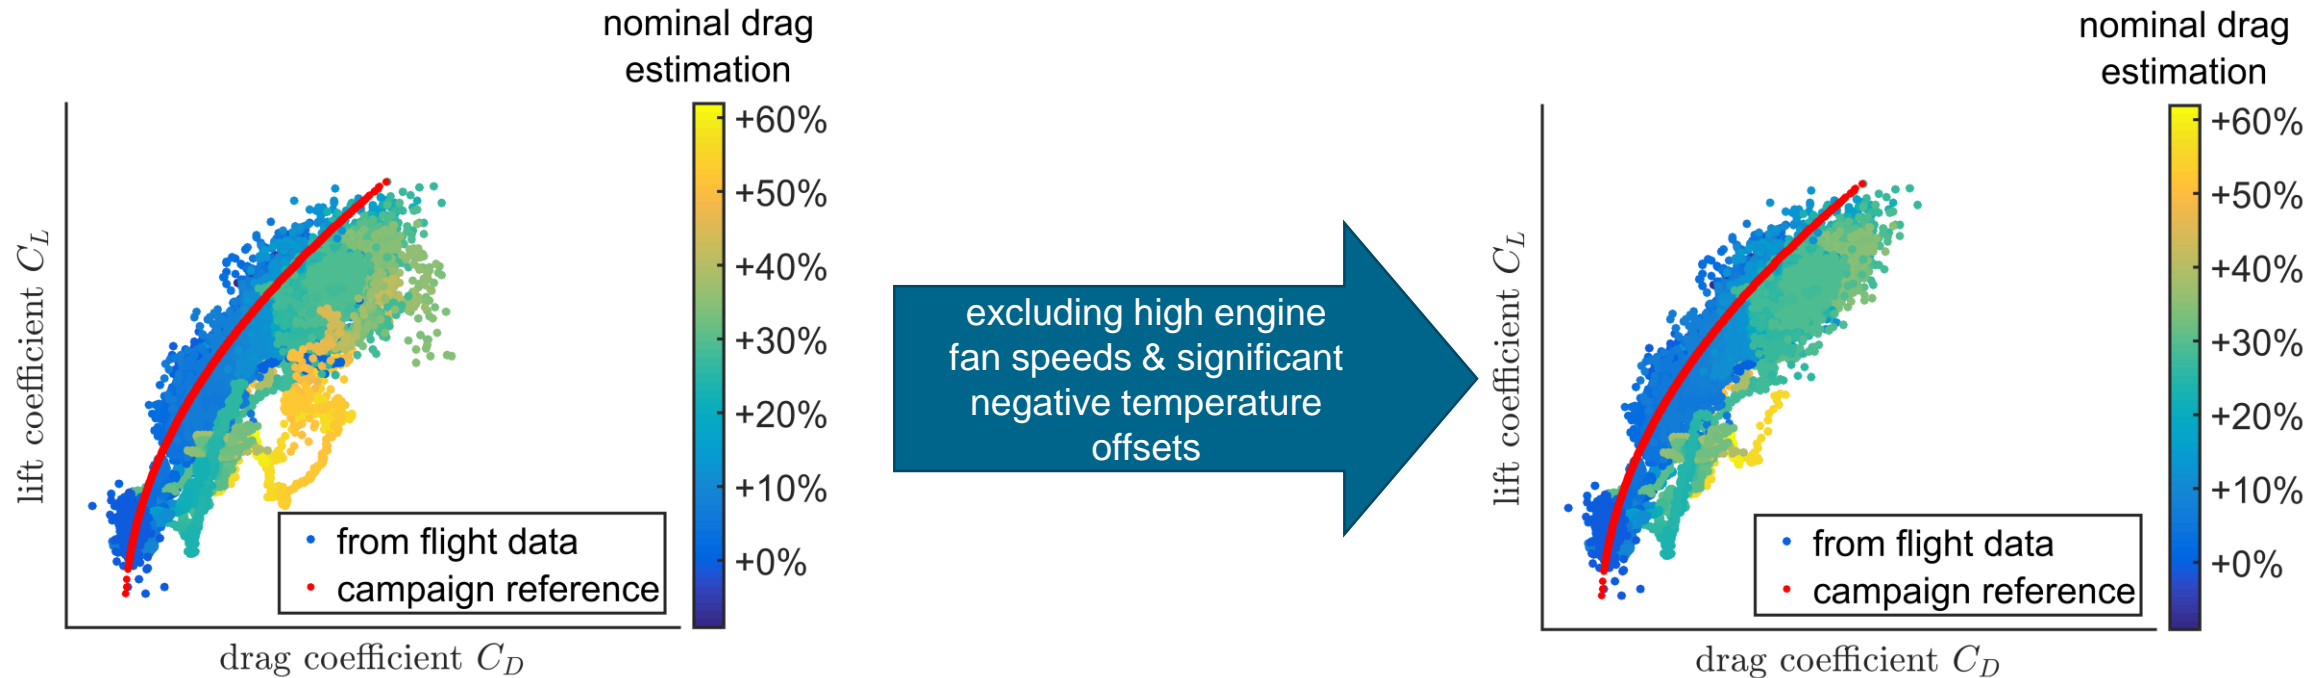 nominal drag
estimation
+60%
+50%
+40%
+30%
+20%
+10%
+0%
lift coefficient C_L
from flight data
campaign reference
drag coefficient C_D
excluding high engine
fan speeds & significant
negative temperature
offsets
nominal drag
estimation
+60%
+50%
+40%
+30%
+20%
+10%
+0%
lift coefficient C_L
from flight data
campaign reference
drag coefficient C_D